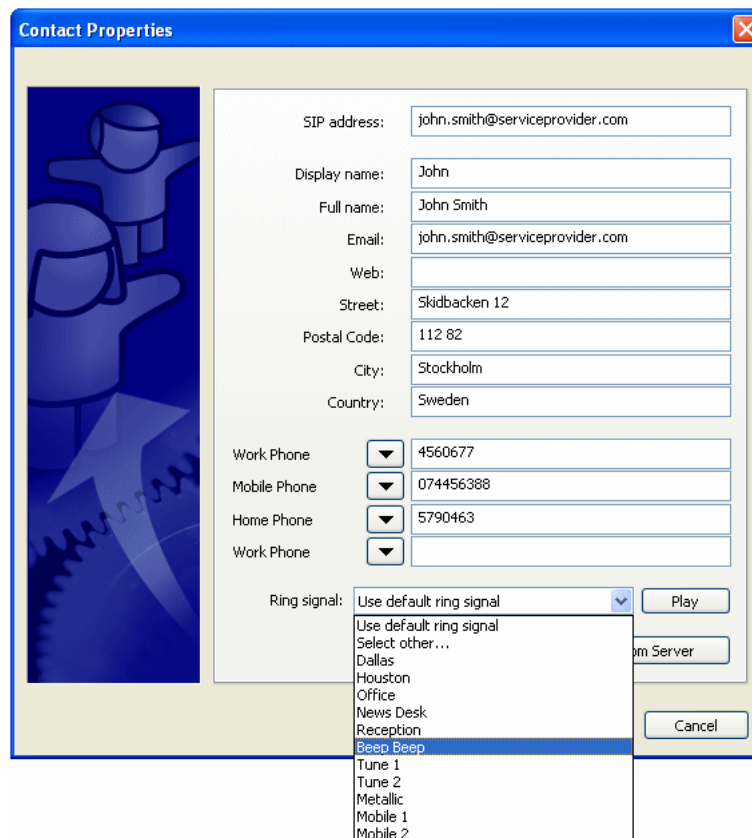 Contact Properties
SIP address: john.smith@serviceprovider.com
Display name: John
Full name: John Smith
Email: john.smith@serviceprovider.com
Web:
Street: Skidbacken 12
Postal Code: 112 82
City: Stockholm
Country: Sweden
Work Phone 4560677
Mobile Phone 074456388
Home Phone 5790463
Work Phone
Ring signal: Use default ring signal Play
Use default ring signal
Select other...
Dallas
Server
Houston
Office
News Desk
Reception
Cancel
Beep Beep
Tune 1
Tune 2
Metallic
Mobile 1
Mobile 2